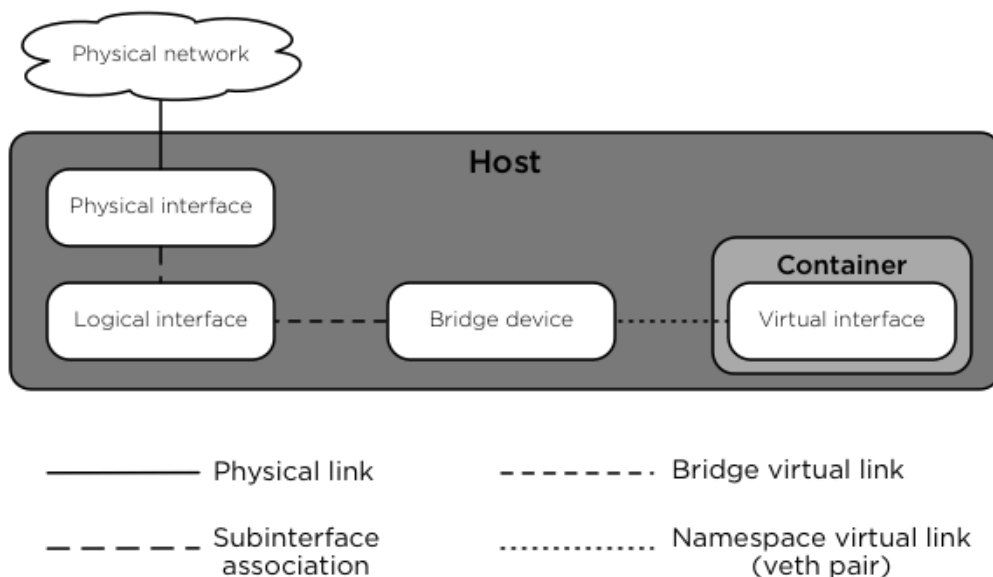 Physical network
Host
Physical interface
Container
Logical interface
Bridge device
Virtual interface
Physical link
Bridge virtual link
Subinterface
association
Namespace virtual link
(veth pair)